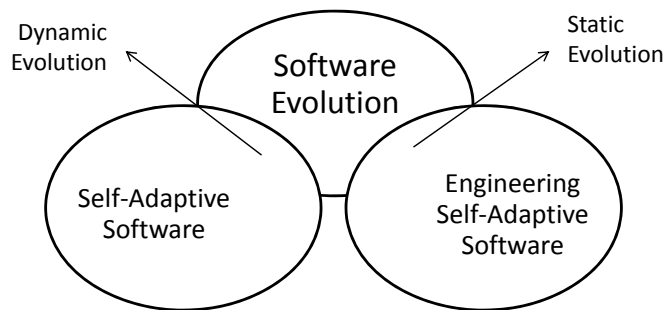 Dynamic
Evolution
Static
Evolution
Software
Evolution
Self-Adaptive
Software
Engineering
Self-Adaptive
Software